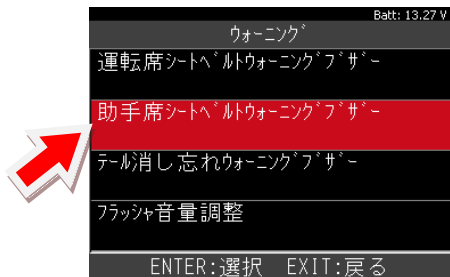 Batt: 13.27 V
ウォーニング
運転席シートベルトウォーニングブザー
助手席シートベルトウォーニングブザー
テール消し忘れウォーニングブザー
フラッシャ音量調整
ENTER:選択 EXIT:戻る